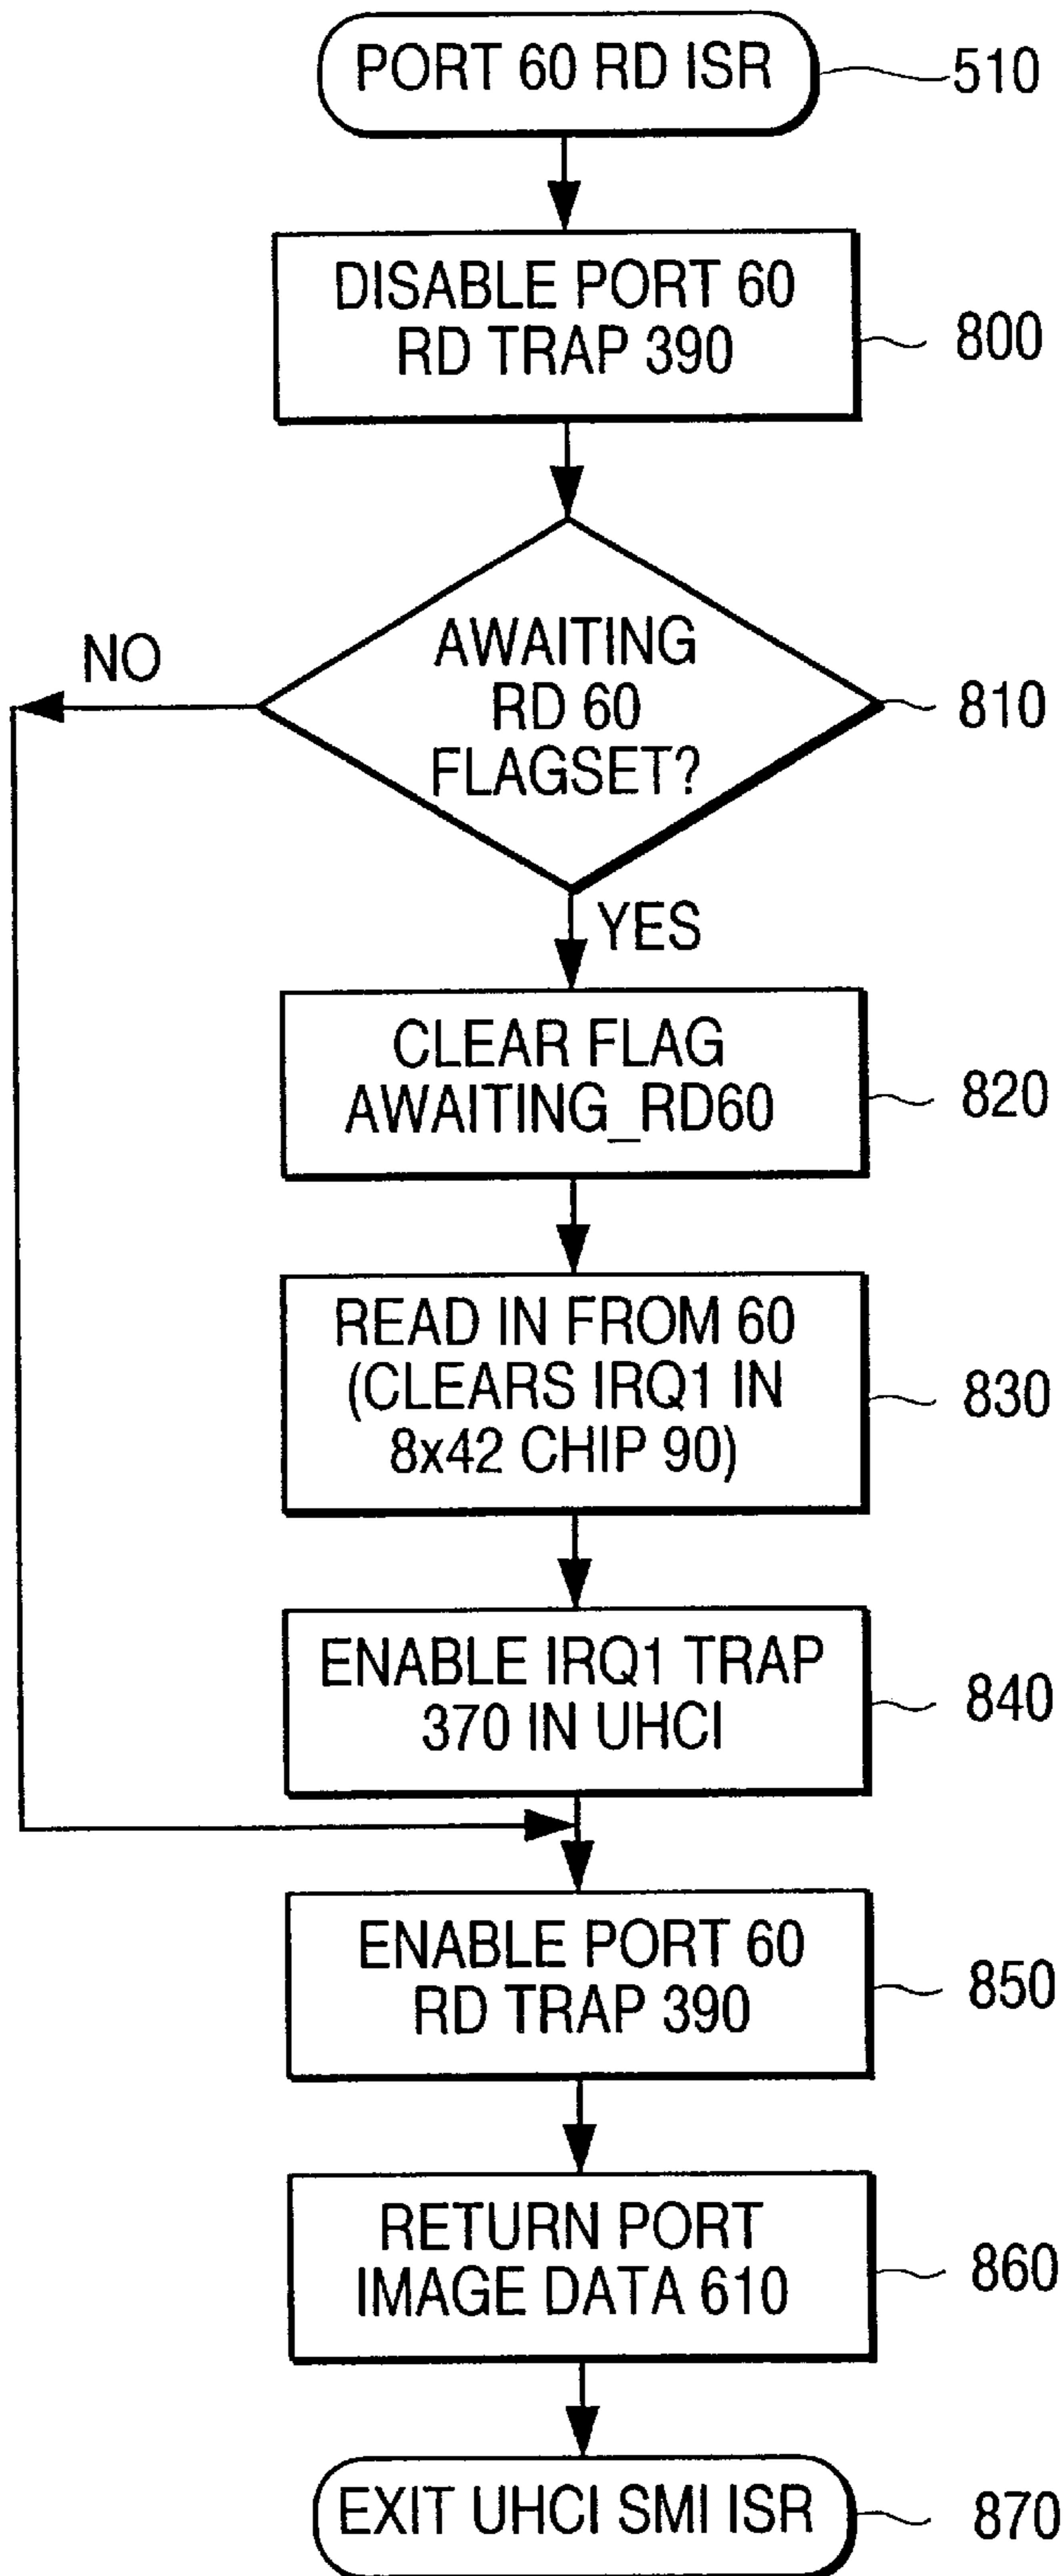 PORT 60 RD ISR
510
DISABLE PORT 60
RD TRAP 390
800
AWAITING
RD 60
FLAGSET?
810
NO
YES
CLEAR FLAG
AWAITING_RD60
820
READ IN FROM 60
(CLEARS IRQ1 IN
8x42 CHIP 90)
830
ENABLE IRQ1 TRAP
370 IN UHCI
840
ENABLE PORT 60
RD TRAP 390
850
RETURN PORT
IMAGE DATA 610
860
EXIT UHCI SMI ISR
870